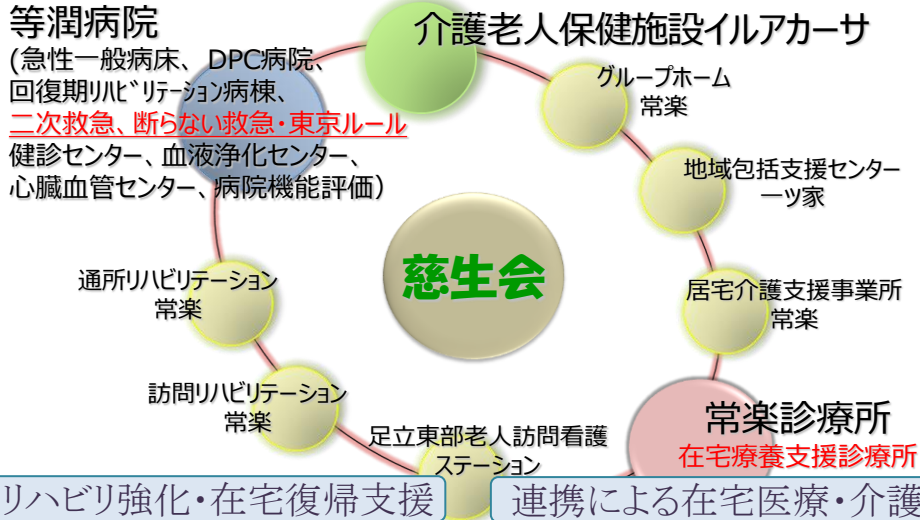 等潤病院
(急性一般病床、DPC病院、
回復期リハビリテーション病棟、
二次救急、断らない救急・東京ルール
健診センター、血液浄化センター、
心臓血管センター、病院機能評価）
介護老人保健施設イルアカーサ
グループホーム
常楽
地域包括支援センター
一ツ家
慈生会
居宅介護支援事業所
常楽
通所リハビリテーション
常楽
訪問リハビリテーション
常楽
足立東部老人訪問看護
ステーション
常楽診療所
在宅療養支援診療所
リハビリ強化・在宅復帰支援
連携による在宅医療・介護